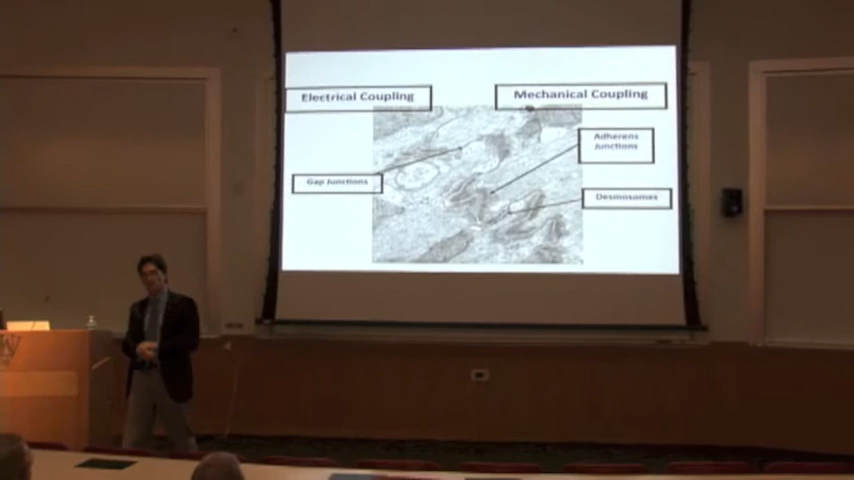 Electrical Coupling
Mechanical Coupling
Adherens
Junctions
Gap Junctions
Desmosomes
W